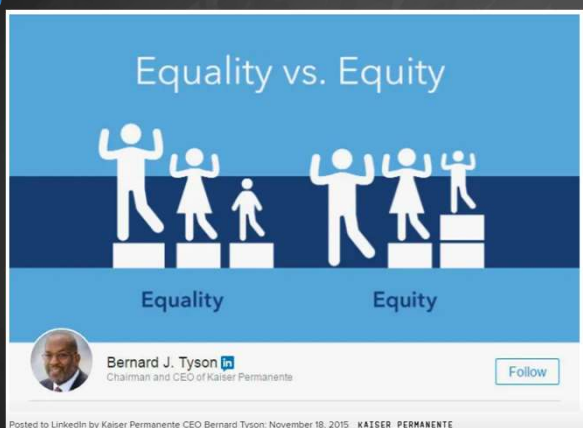 Equality vs. Equity
Equality Equity
Bernard J. Tyson in
Chairman and CEO of Kaiser Permanente
Follow
Posted to LinkedIn by Kaiser Permanente CEO Bernard Tyson: November 18, 2015 KAISER PERMANENTE